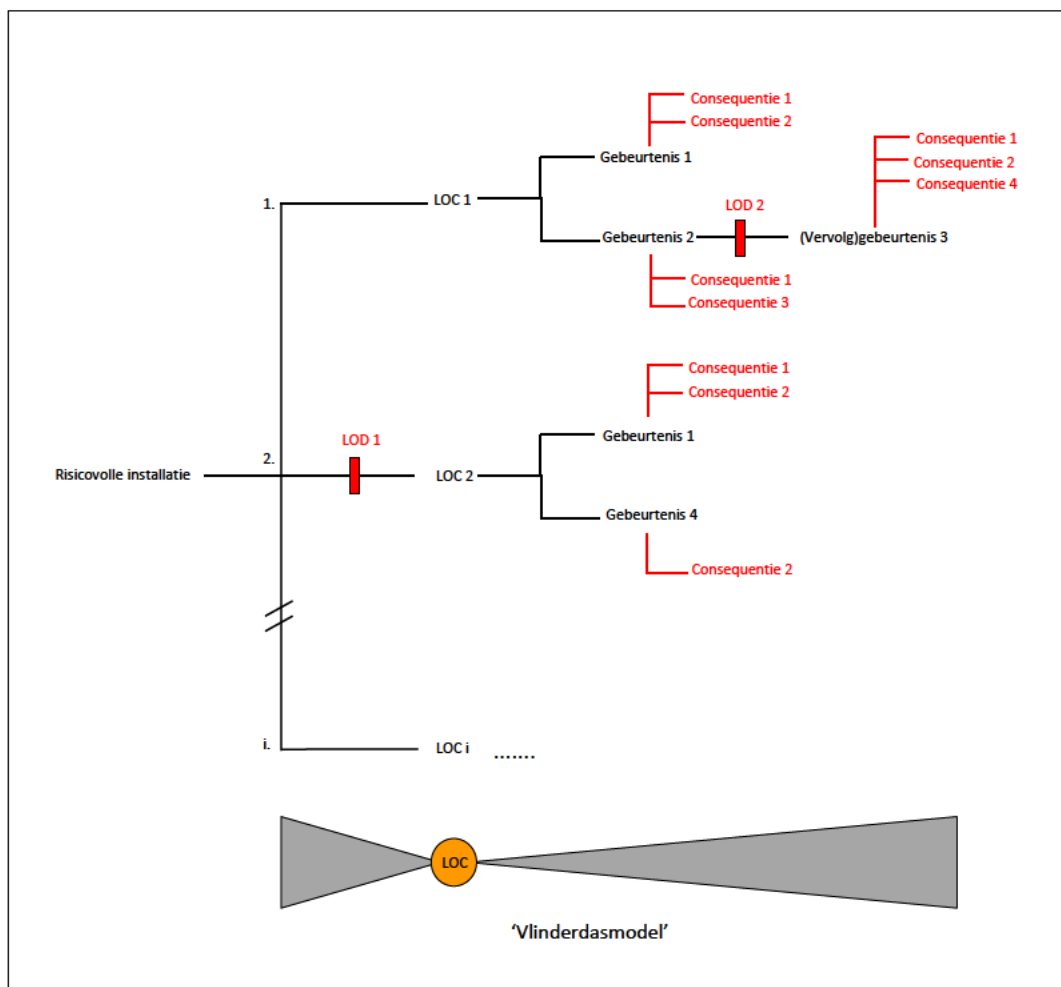 Consequentie 1
Consequentie 2
Gebeurtenis 1
Consequentie 1
Consequentie 2
Consequentie 4
1.
LOC 1
LOD 2
Gebeurtenis 2
(Vervolg)gebeurtenis 3
Consequentie 1
Consequentie 3
Consequentie 1
Consequentie 2
Gebeurtenis 1
LOD 1
2.
Risicovolle installatie
LOC 2
Gebeurtenis 4
Consequentie 2
i.
LOC i
.......
LOC
‘Vlinderdasmodel’